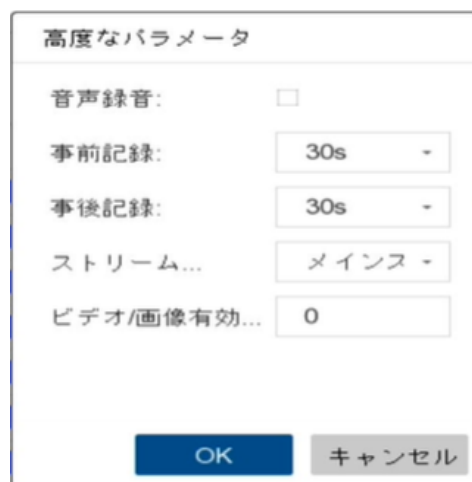 高度なパラメータ
音声録音:
事前記録: 30s
事後記録: 30s
ストリーム... メインス
ビデオ/画像有効... 0
OK キャンセル